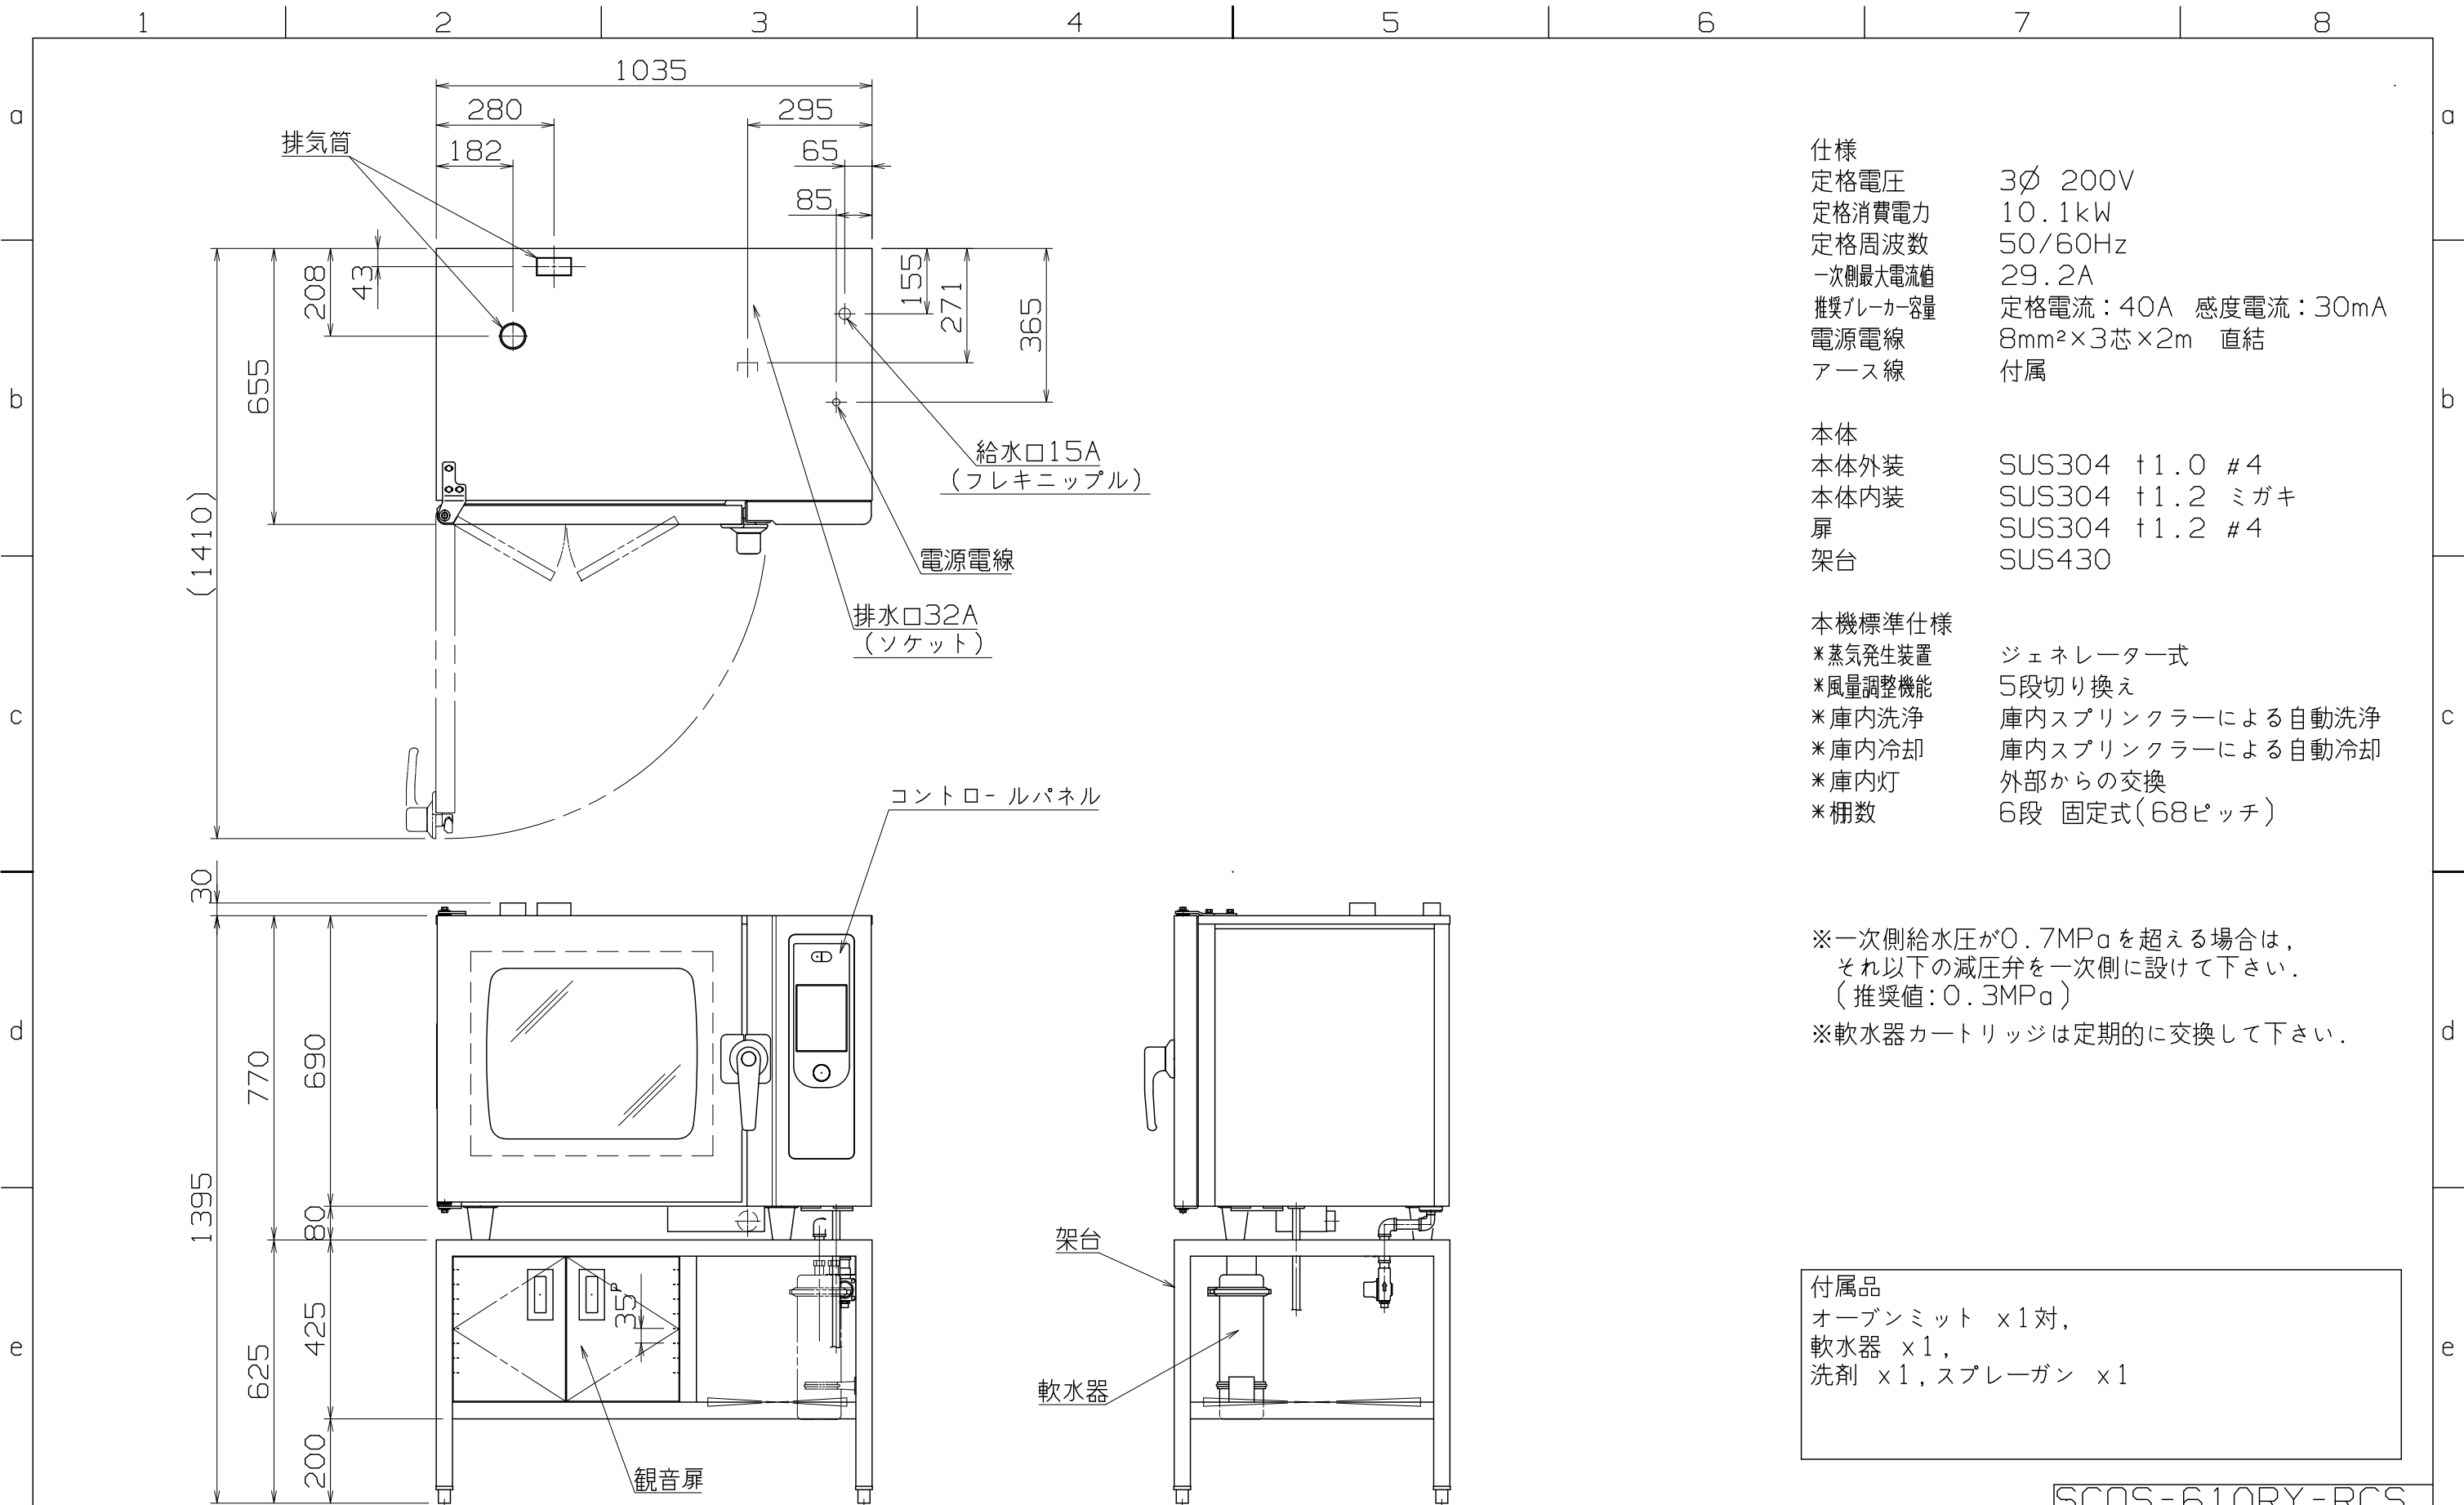 1 2 3 4 5 6 7 8
a
a
b
b
c
c
d
d
e
e
1035
280
295
182
65
85
排気筒
208
43
655
(1410)
155
271
365
給水口15A
(フレキニップル)
電源電線
排水口32A
(ソケット)
コントロールパネル
30
1395
770
690
80
625
425
200
35P
観音扉
架台
軟水器
仕様
定格電圧 3Ø 200V
定格消費電力 10.1kW
定格周波数 50/60Hz
一次側最大電流値 29.2A
推奨ブレーカー容量 定格電流:40A 感度電流:30mA
電源電線 8mm²×3芯×2m 直結
アース線 付属
本体
本体外装 SUS304 t1.0 #4
本体内装 SUS304 t1.2 ミガキ
扉 SUS304 t1.2 #4
架台 SUS430
本機標準仕様
*蒸気発生装置 ジェネレーター式
*風量調整機能 5段切り換え
*庫内洗浄 庫内スプリンクラーによる自動洗浄
*庫内冷却 庫内スプリンクラーによる自動冷却
*庫内灯 外部からの交換
*棚数 6段 固定式(68ピッチ)
※一次側給水圧が0.7MPaを超える場合は,
それ以下の減圧弁を一次側に設けて下さい.
(推奨値:0.3MPa)
※軟水器カートリッジは定期的に交換して下さい.
付属品
オーブンミット x1対,
軟水器 x1,
洗剤 x1,スプレーガン x1
SCOS-610RY-RCS